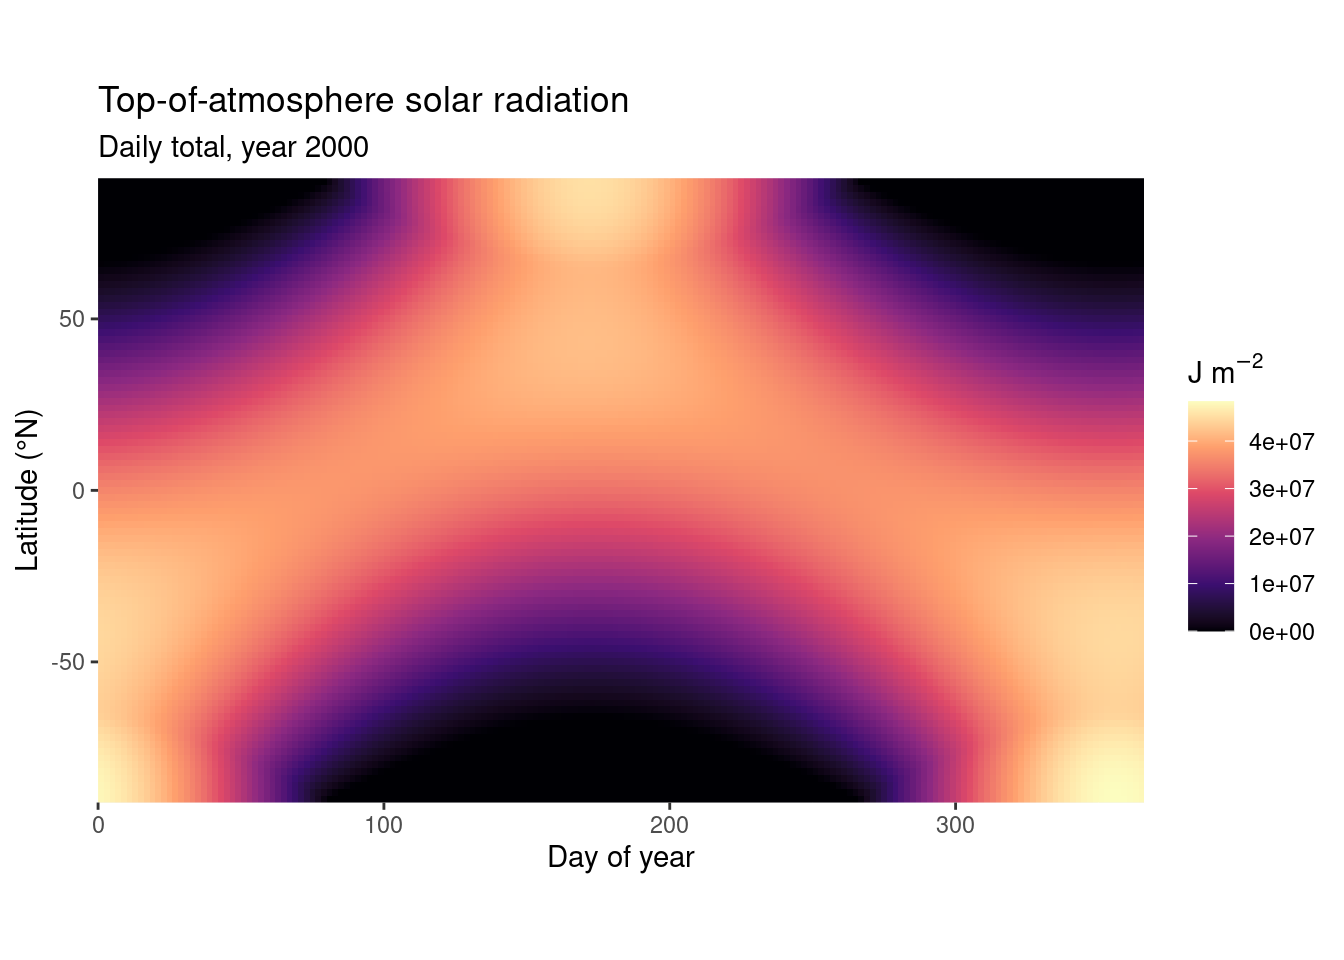 Top-of-atmosphere solar radiation
Daily total, year 2000
50
0
-50
Latitude (°N)
0
100
200
300
Day of year
J m⁻²
4e+07
3e+07
2e+07
1e+07
0e+00